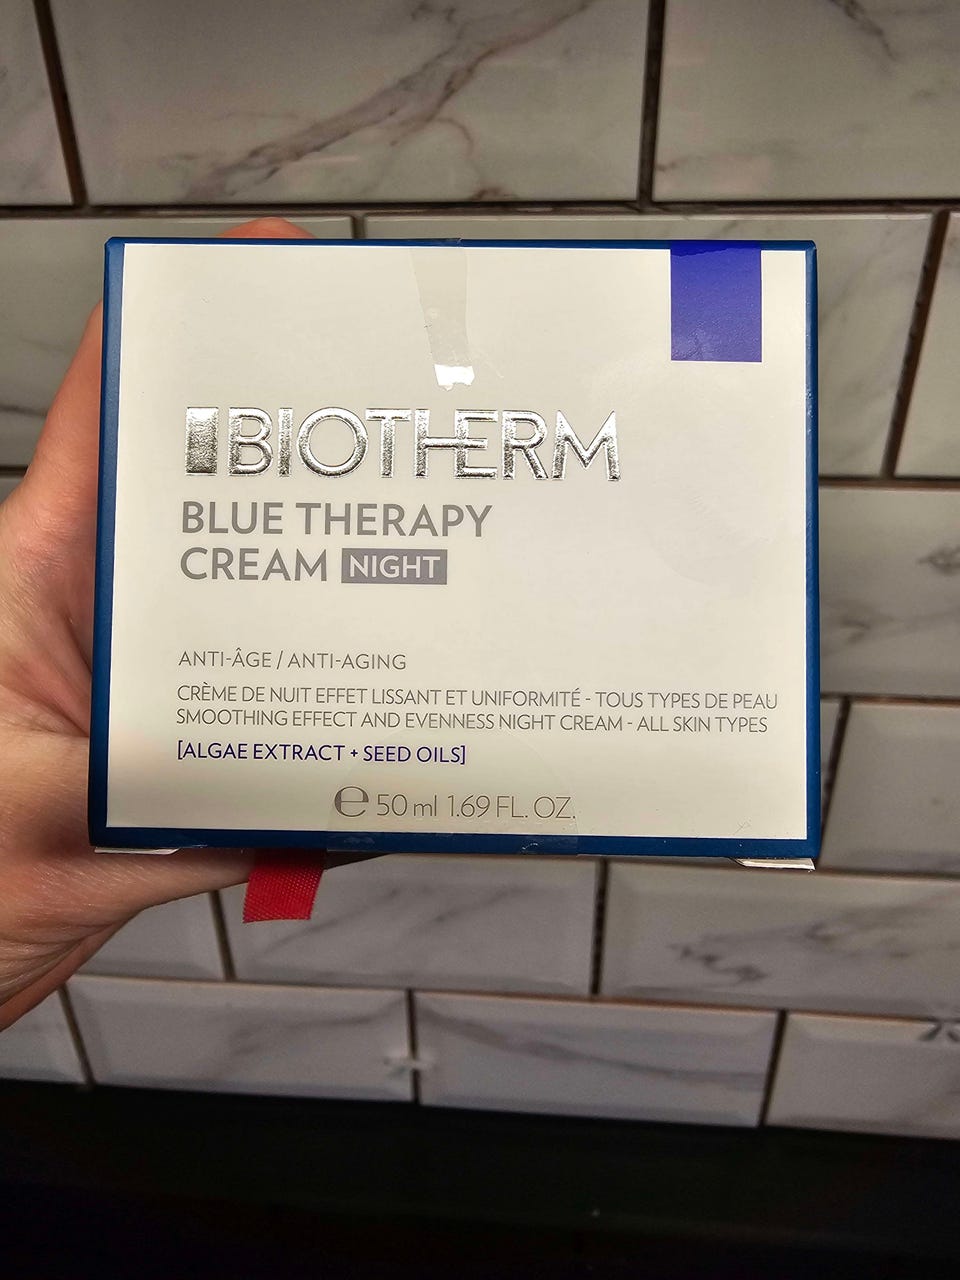 BIOTHERM
BLUE THERAPY
CREAM NIGHT
ANTI-ÂGE / ANTI-AGING
CRÈME DE NUIT EFFET LISSANT ET UNIFORMITÉ - TOUS TYPES DE PEAU
SMOOTHING EFFECT AND EVENNESS NIGHT CREAM - ALL SKIN TYPES
[ALGAE EXTRACT + SEED OILS]
℮ 50 ml 1.69 FL. OZ.